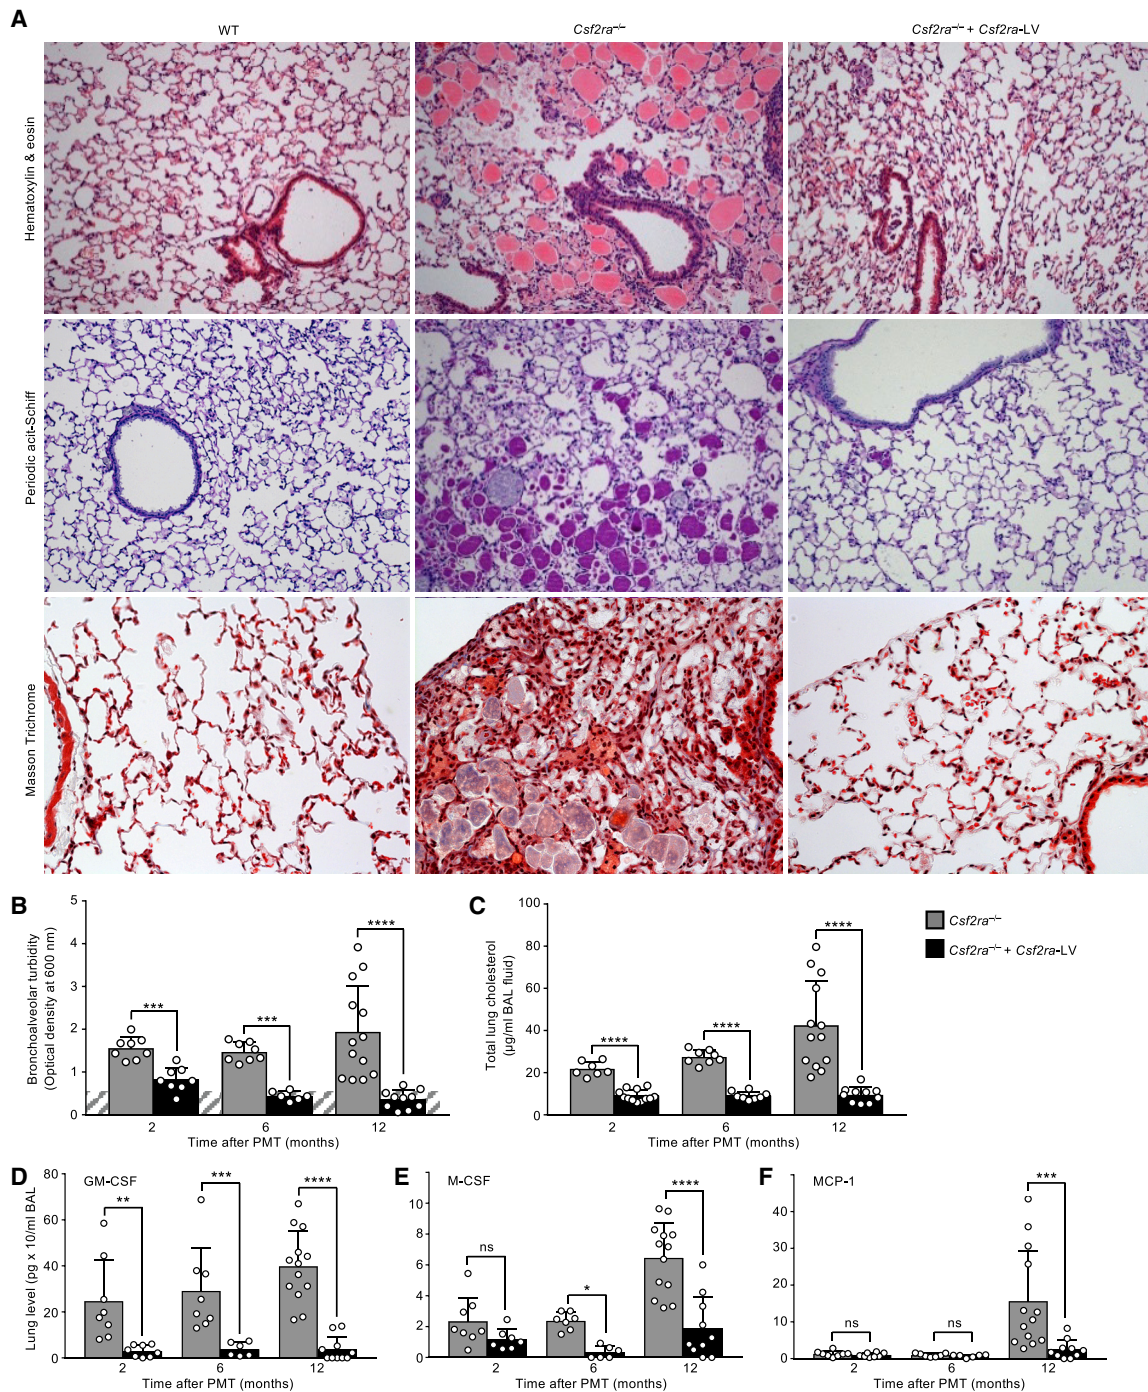 A
WT
Csf2ra–/–
Csf2ra–/– + Csf2ra-LV
Hematoxylin & eosin
Periodic acit-Schiff
Masson Trichrome
B
Bronchoalveolar turbidity
(Optical density at 600 nm)
5
4
3
2
1
0
***
***
****
2
6
12
Time after PMT (months)
C
Total lung cholesterol
(μg/ml BAL fluid)
100
80
60
40
20
0
****
****
****
2
6
12
Time after PMT (months)
Csf2ra–/–
Csf2ra–/– + Csf2ra-LV
D
GM-CSF
Lung level (pg x 10/ml BAL)
80
60
40
20
0
**
***
****
2
6
12
Time after PMT (months)
E
M-CSF
12
10
8
6
4
2
0
ns
*
****
2
6
12
Time after PMT (months)
F
MCP-1
40
30
20
10
0
ns
ns
***
2
6
12
Time after PMT (months)